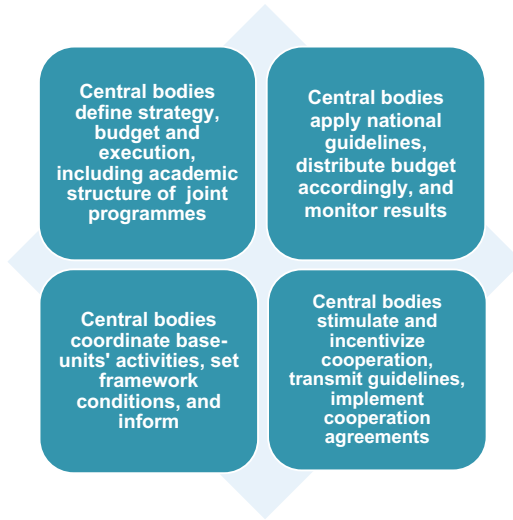 Central bodies
define strategy,
budget and
execution,
including academic
structure of joint
programmes
Central bodies
apply national
guidelines,
distribute budget
accordingly, and
monitor results
Central bodies
coordinate base-
units' activities, set
framework
conditions, and
inform
Central bodies
stimulate and
incentivize
cooperation,
transmit guidelines,
implement
cooperation
agreements